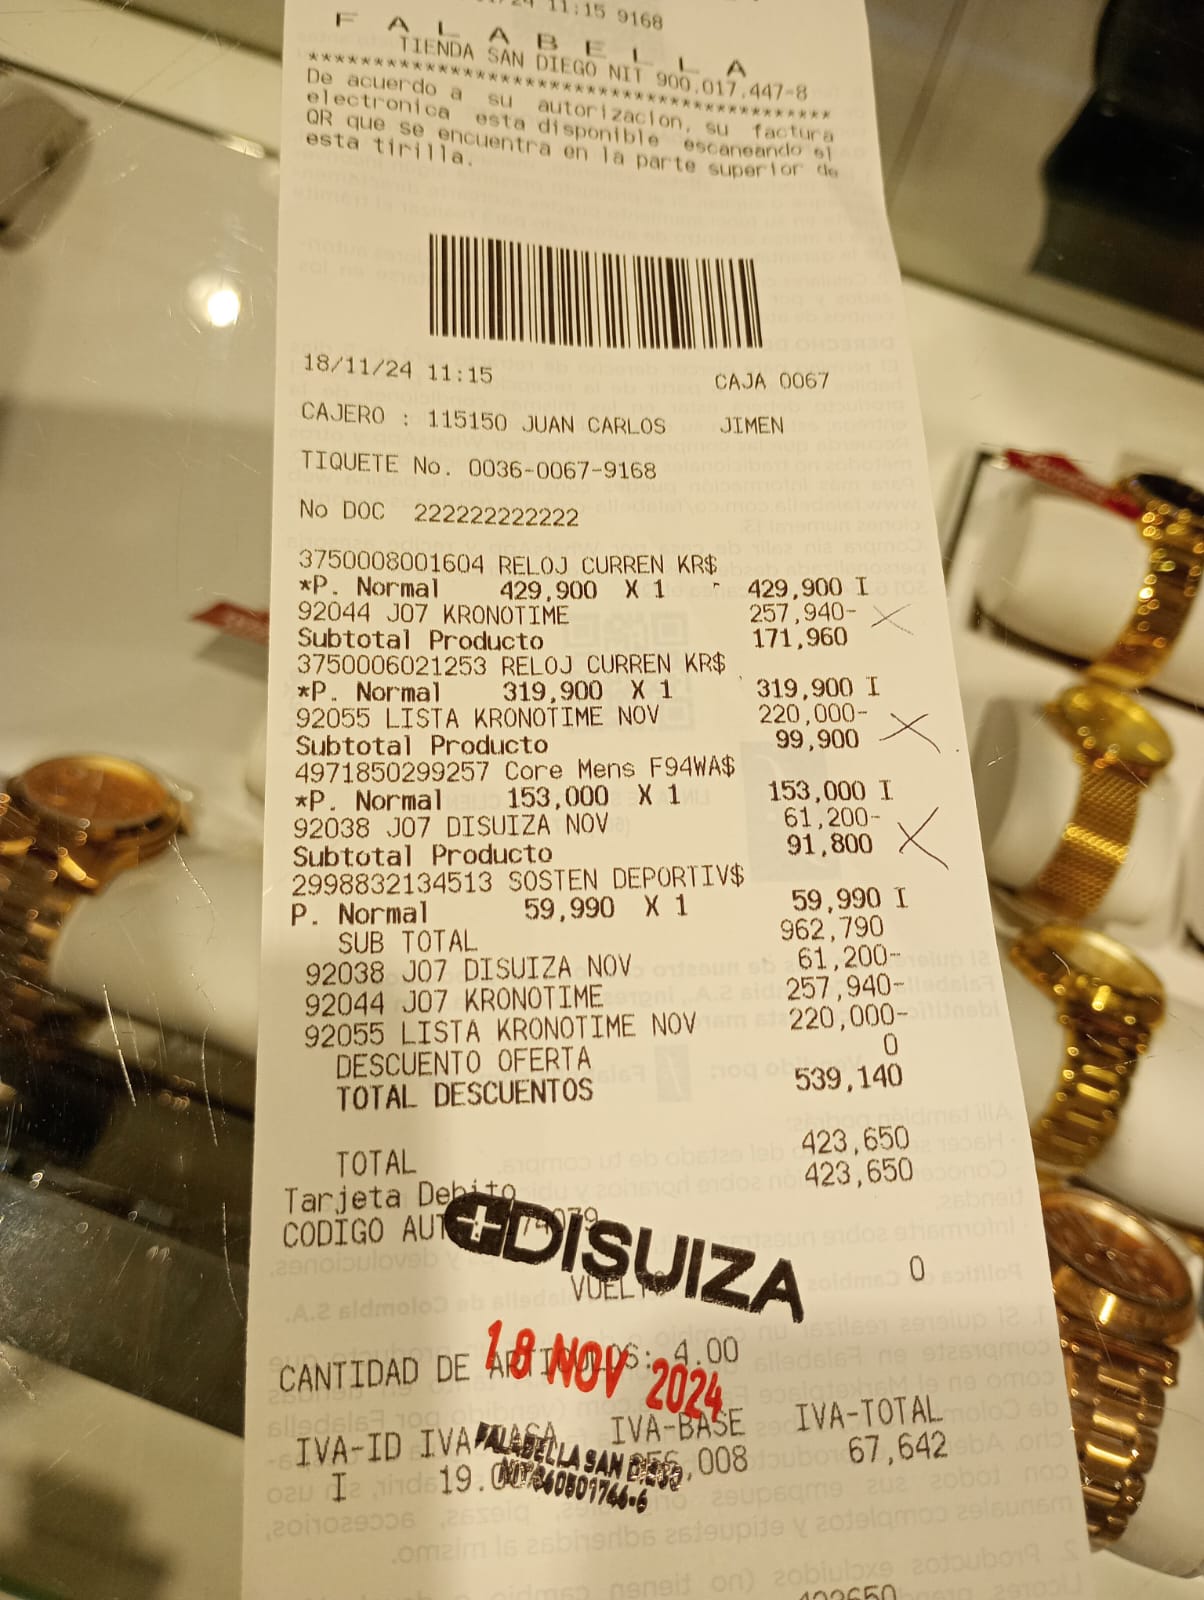 11:15 9168
F A L A B E L L A
TIENDA SAN DIEGO NIT 900.017.447-8
****************************************
De acuerdo a su autorizacion, su factura
electronica esta disponible escaneando el
QR que se encuentra en la parte superior de
esta tirilla.
18/11/24 11:15 CAJA 0067
CAJERO : 115150 JUAN CARLOS JIMEN
TIQUETE No. 0036-0067-9168
No DOC 222222222222
3750008001604 RELOJ CURREN KR$
*P. Normal 429,900 X 1 429,900 I
92044 J07 KRONOTIME 257,940-
Subtotal Producto 171,960
3750006021253 RELOJ CURREN KR$
*P. Normal 319,900 X 1 319,900 I
92055 LISTA KRONOTIME NOV 220,000-
Subtotal Producto 99,900
4971850299257 Core Mens F94WA$
*P. Normal 153,000 X 1 153,000 I
92038 J07 DISUIZA NOV 61,200-
Subtotal Producto 91,800
2998832134513 SOSTEN DEPORTIV$
P. Normal 59,990 X 1 59,990 I
SUB TOTAL 962,790
92038 J07 DISUIZA NOV 61,200-
92044 J07 KRONOTIME 257,940-
92055 LISTA KRONOTIME NOV 220,000-
DESCUENTO OFERTA 0
TOTAL DESCUENTOS 539,140
TOTAL 423,650
Tarjeta Debito 423,650
CODIGO AUT
DISUIZA
VUELTO 0
18 NOV 2024
CANTIDAD DE ARTICULOS: 4.00
IVA-ID IVA IVA-BASE IVA-TOTAL
FALABELLA SAN DIEGO
I 19.0 ,008 67,642